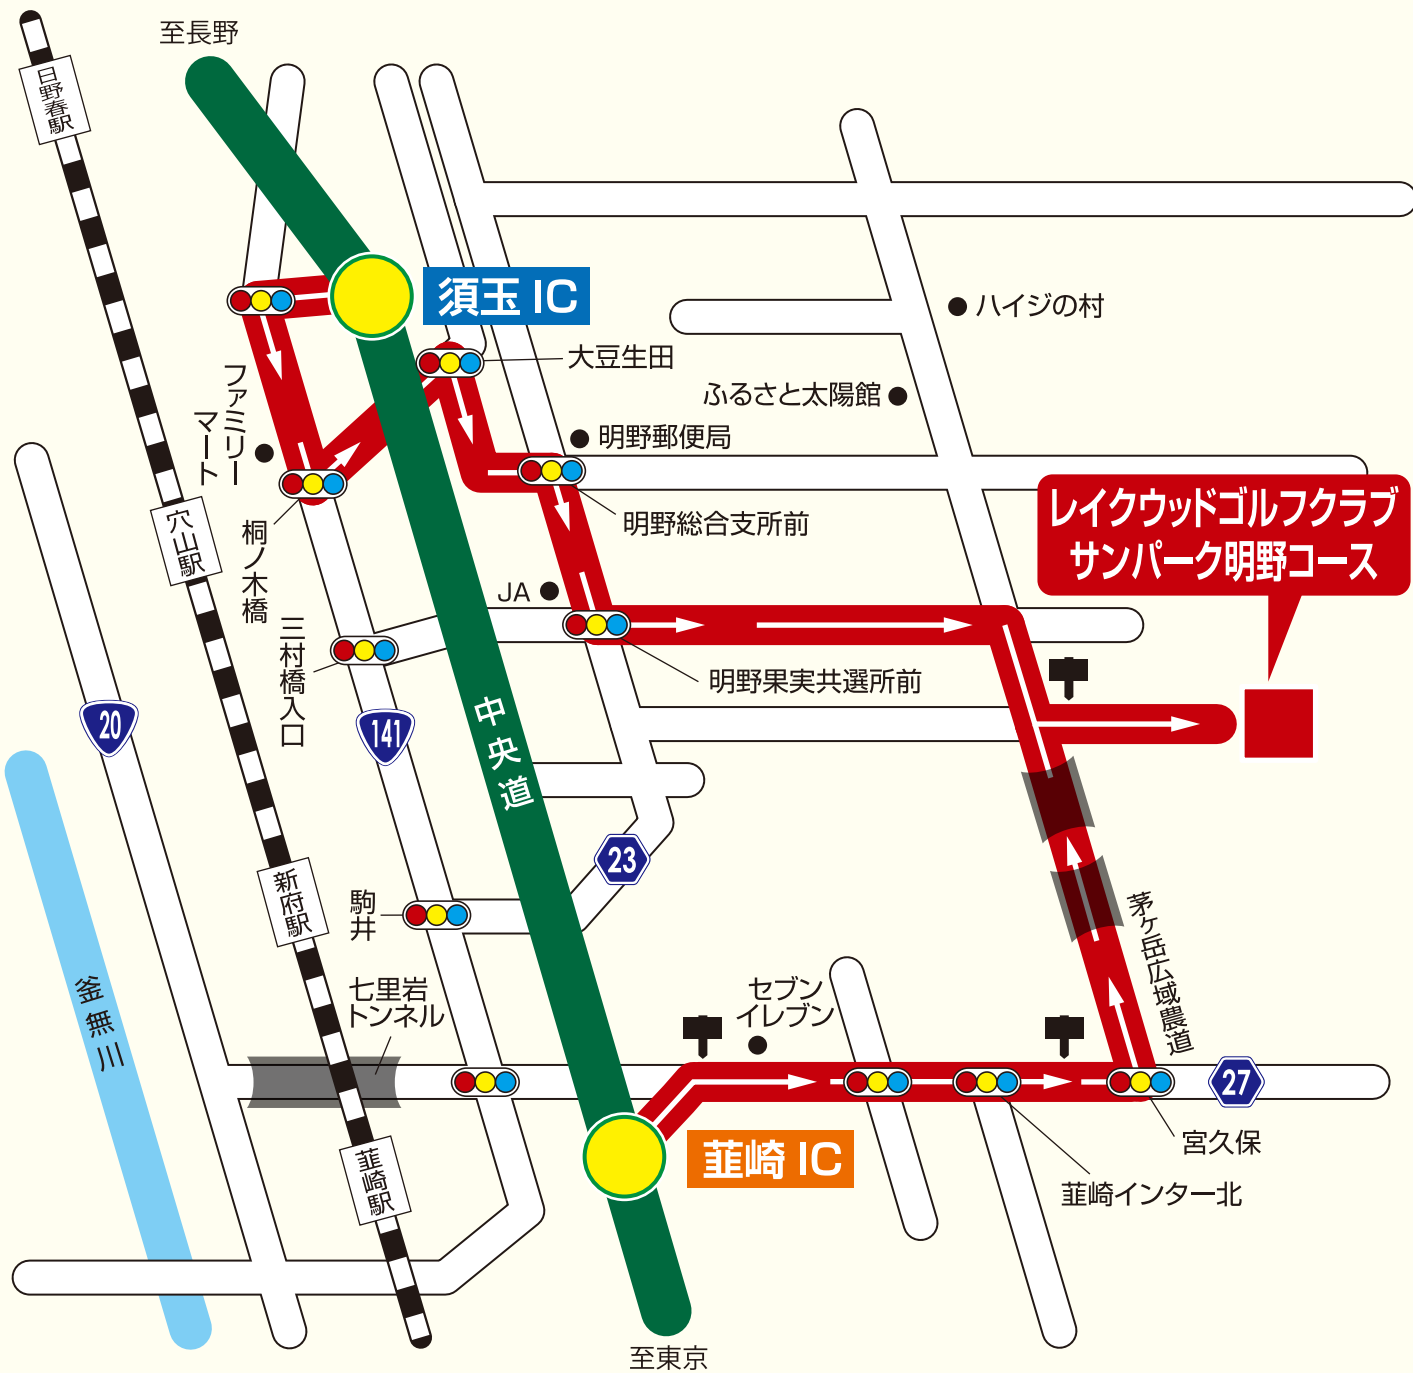 至長野
日野春駅
須玉 IC
ハイジの村
大豆生田
ふるさと太陽館
ファミリー
マート
明野郵便局
レイクウッドゴルフクラブ
サンパーク明野コース
穴山駅
明野総合支所前
桐ノ木橋
JA
三村橋入口
明野果実共選所前
20
141
中央道
23
新府駅
駒井
茅ヶ岳広域農道
釜無川
七里岩
トンネル
セブン
イレブン
27
宮久保
韮崎 IC
韮崎駅
韮崎インター北
至東京